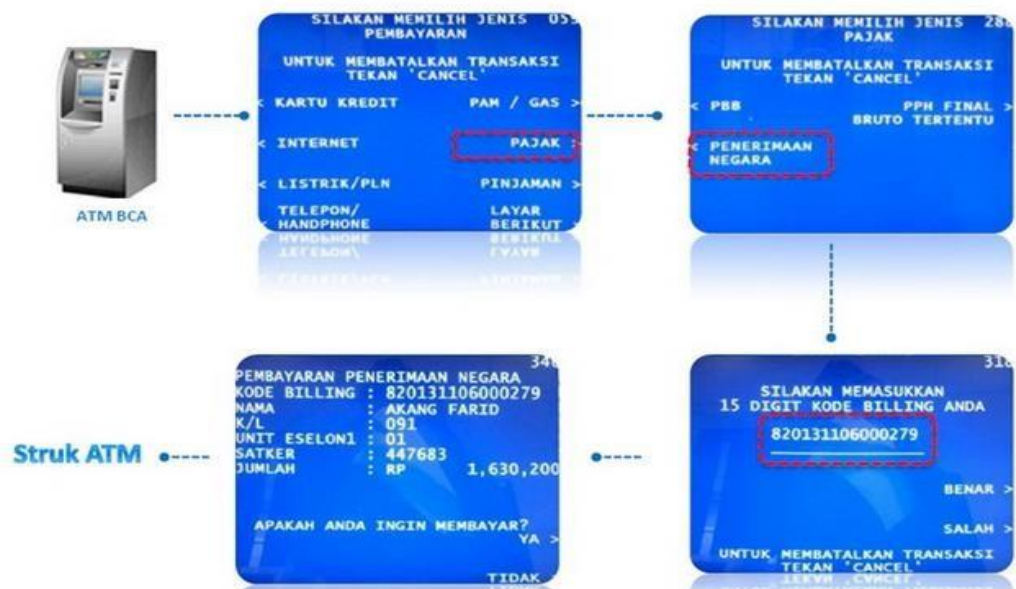 ATM BCA
SILAKAN MEMILIH JENIS 059
PEMBAYARAN
UNTUK MEMBATALKAN TRANSAKSI
TEKAN 'CANCEL'
< KARTU KREDIT PAM / GAS >
< INTERNET PAJAK >
< LISTRIK/PLN PINJAMAN >
TELEPON/ LAYAR
< HANDPHONE BERIKUT >
SILAKAN MEMILIH JENIS
PAJAK
UNTUK MEMBATALKAN TRANSAKSI
TEKAN 'CANCEL'
< PBB PPH FINAL >
BRUTO TERTENTU
< PENERIMAAN
NEGARA
318
SILAKAN MEMASUKKAN
15 DIGIT KODE BILLING ANDA
820131106000279
BENAR >
SALAH >
UNTUK MEMBATALKAN TRANSAKSI
TEKAN 'CANCEL'
PEMBAYARAN PENERIMAAN NEGARA
KODE BILLING : 820131106000279
NAMA : AKANG FARID
K/L : 091
UNIT ESELON1 : 01
SATKER : 447683
JUMLAH : RP 1,630,200
APAKAH ANDA INGIN MEMBAYAR?
YA >
TIDAK
Struk ATM